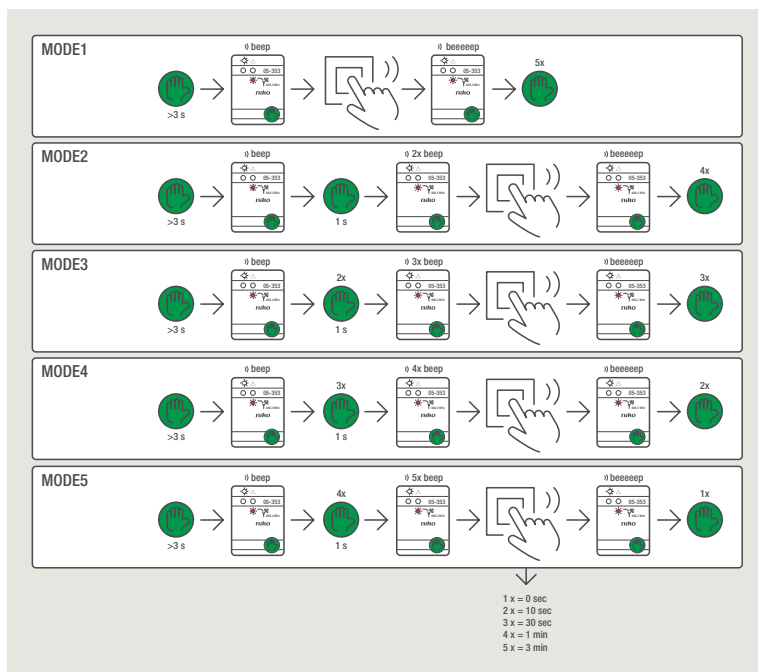 MODE1
beep
beeeeep
5x
05-353
05-353
niko
niko
>3 s
MODE2
beep
2x beep
beeeeep
4x
05-353
05-353
05-353
niko
niko
niko
>3 s
1 s
MODE3
beep
2x
3x beep
beeeeep
3x
05-353
05-353
05-353
niko
niko
niko
>3 s
1 s
MODE4
beep
3x
4x beep
beeeeep
2x
05-353
05-353
05-353
niko
niko
niko
>3 s
1 s
MODE5
beep
4x
5x beep
beeeeep
1x
05-353
05-353
05-353
niko
niko
niko
>3 s
1 s
1 x = 0 sec
2 x = 10 sec
3 x = 30 sec
4 x = 1 min
5 x = 3 min